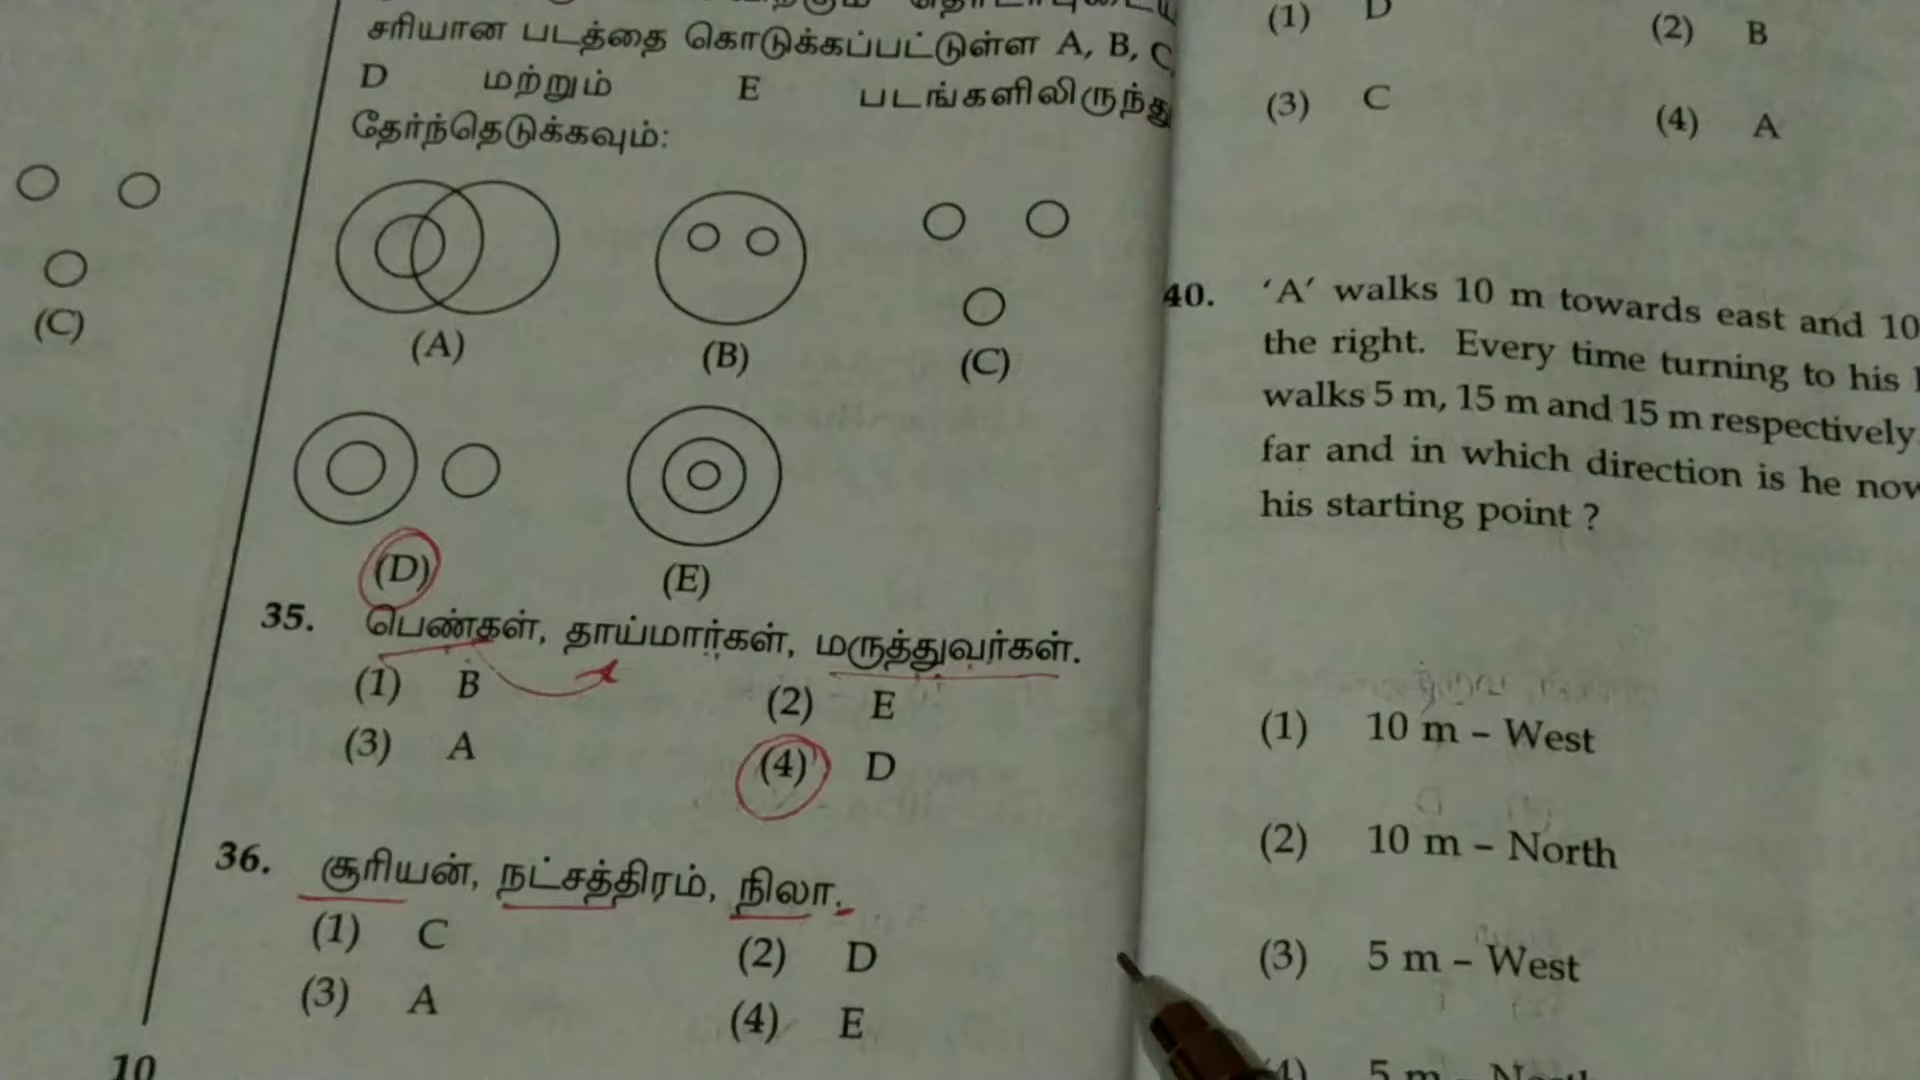 சரியான படத்தை கொடுக்கப்பட்டுள்ள A, B, C
D மற்றும் E படங்களிலிருந்து
தேர்ந்தெடுக்கவும்:
(C)
(A) (B) (C)
(D) (E)
35. பெண்கள், தாய்மார்கள், மருத்துவர்கள்.
(1) B (2) E
(3) A (4) D
36. சூரியன், நட்சத்திரம், நிலா.
(1) C (2) D
(3) A (4) E
10
(1) D (2) B
(3) C (4) A
40. 'A' walks 10 m towards east and 10
the right. Every time turning to his
walks 5 m, 15 m and 15 m respectively
far and in which direction is he now
his starting point ?
(1) 10 m – West
(2) 10 m – North
(3) 5 m – West
5 m